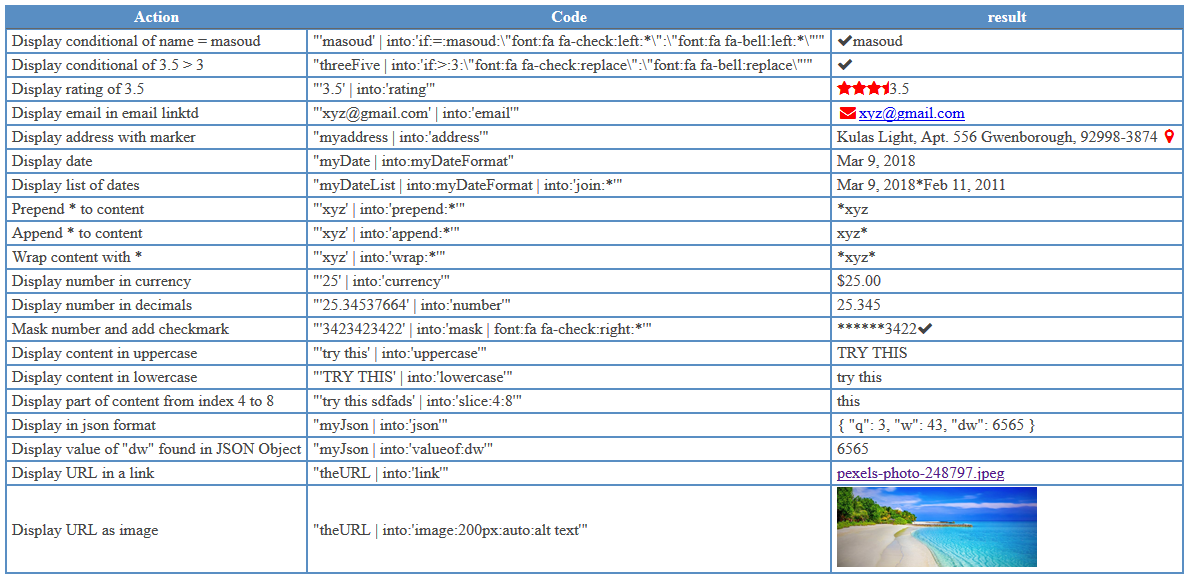 Action Code result
Display conditional of name = masoud "'masoud' | into:'if:=:masoud:\"font:fa fa-check:left:*\":\"font:fa fa-bell:left:*\"'" masoud
Display conditional of 3.5 > 3 "threeFive | into:'if:>:3:\"font:fa fa-check:replace\":\"font:fa fa-bell:replace\"'"
Display rating of 3.5 "'3.5' | into:'rating'" 3.5
Display email in email linktd "'xyz@gmail.com' | into:'email'" xyz@gmail.com
Display address with marker "myaddress | into:'address'" Kulas Light, Apt. 556 Gwenborough, 92998-3874
Display date "myDate | into:myDateFormat" Mar 9, 2018
Display list of dates "myDateList | into:myDateFormat | into:'join:*'" Mar 9, 2018*Feb 11, 2011
Prepend * to content "'xyz' | into:'prepend:*'" *xyz
Append * to content "'xyz' | into:'append:*'" xyz*
Wrap content with * "'xyz' | into:'wrap:*'" *xyz*
Display number in currency "'25' | into:'currency'" $25.00
Display number in decimals "'25.34537664' | into:'number'" 25.345
Mask number and add checkmark "'3423423422' | into:'mask | font:fa fa-check:right:*'" ******3422
Display content in uppercase "'try this' | into:'uppercase'" TRY THIS
Display content in lowercase "'TRY THIS' | into:'lowercase'" try this
Display part of content from index 4 to 8 "'try this sdfads' | into:'slice:4:8'" this
Display in json format "myJson | into:'json'" { "q": 3, "w": 43, "dw": 6565 }
Display value of "dw" found in JSON Object "myJson | into:'valueof:dw'" 6565
Display URL in a link "theURL | into:'link'" pexels-photo-248797.jpeg
Display URL as image "theURL | into:'image:200px:auto:alt text'"